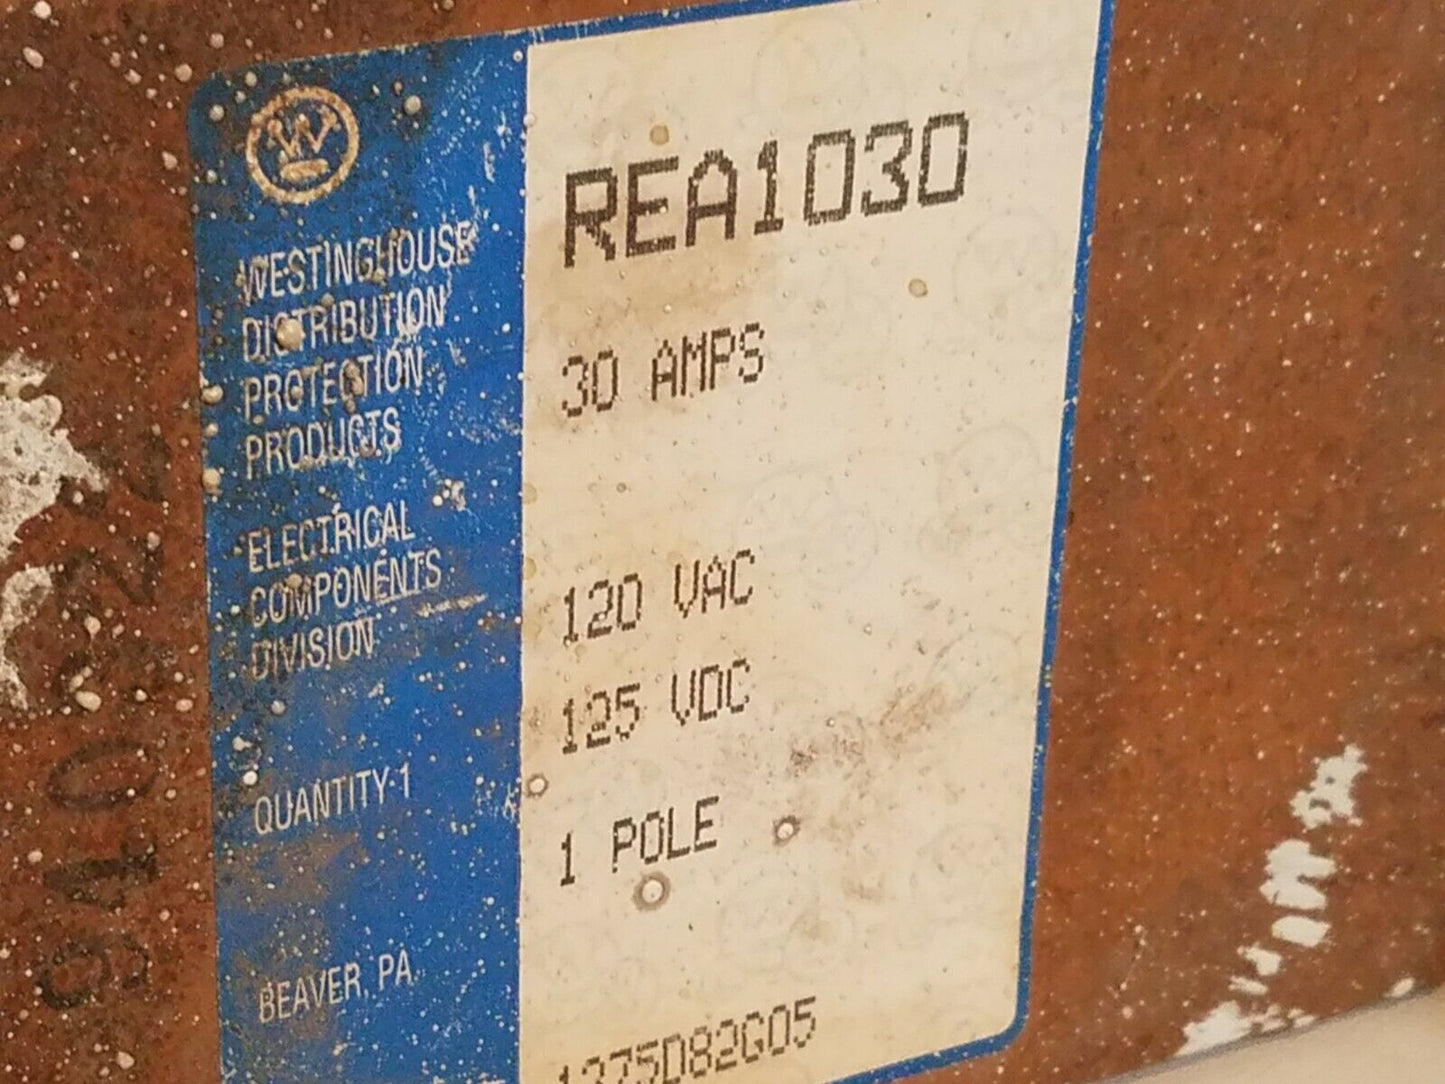 W
WESTINGHOUSE
DISTRIBUTION
PROTECTION
PRODUCTS
ELECTRICAL
COMPONENTS
DIVISION
QUANTITY-1
BEAVER, PA
REA1030
30 AMPS
120 VAC
125 VDC
1 POLE
1375D82G05